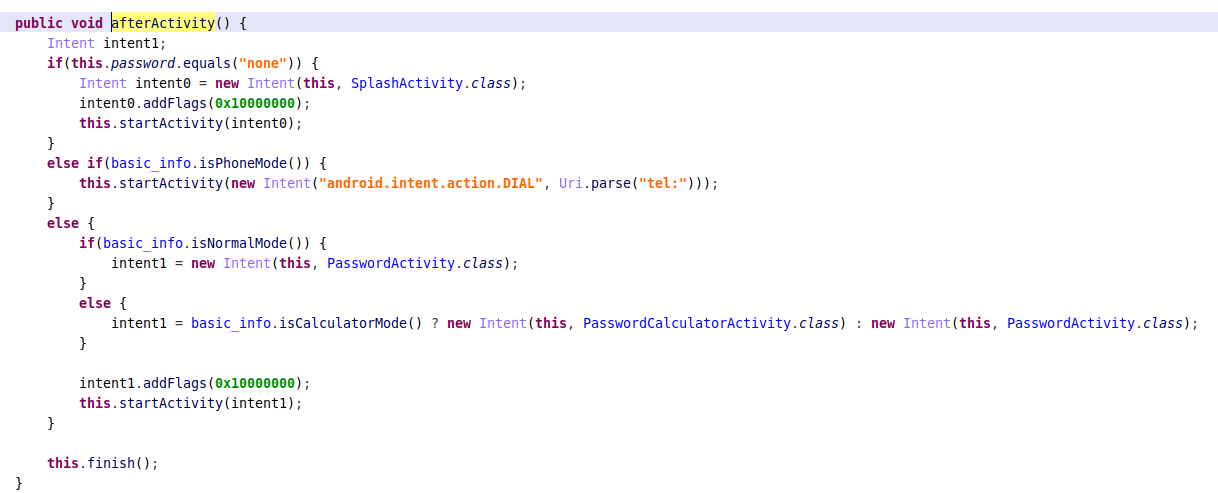 public void afterActivity() {
    Intent intent1;
    if(this.password.equals("none")) {
        Intent intent0 = new Intent(this, SplashActivity.class);
        intent0.addFlags(0x10000000);
        this.startActivity(intent0);
    }
    else if(basic_info.isPhoneMode()) {
        this.startActivity(new Intent("android.intent.action.DIAL", Uri.parse("tel:")));
    }
    else {
        if(basic_info.isNormalMode()) {
            intent1 = new Intent(this, PasswordActivity.class);
        }
        else {
            intent1 = basic_info.isCalculatorMode() ? new Intent(this, PasswordCalculatorActivity.class) : new Intent(this, PasswordActivity.class);
        }

        intent1.addFlags(0x10000000);
        this.startActivity(intent1);
    }

    this.finish();
}